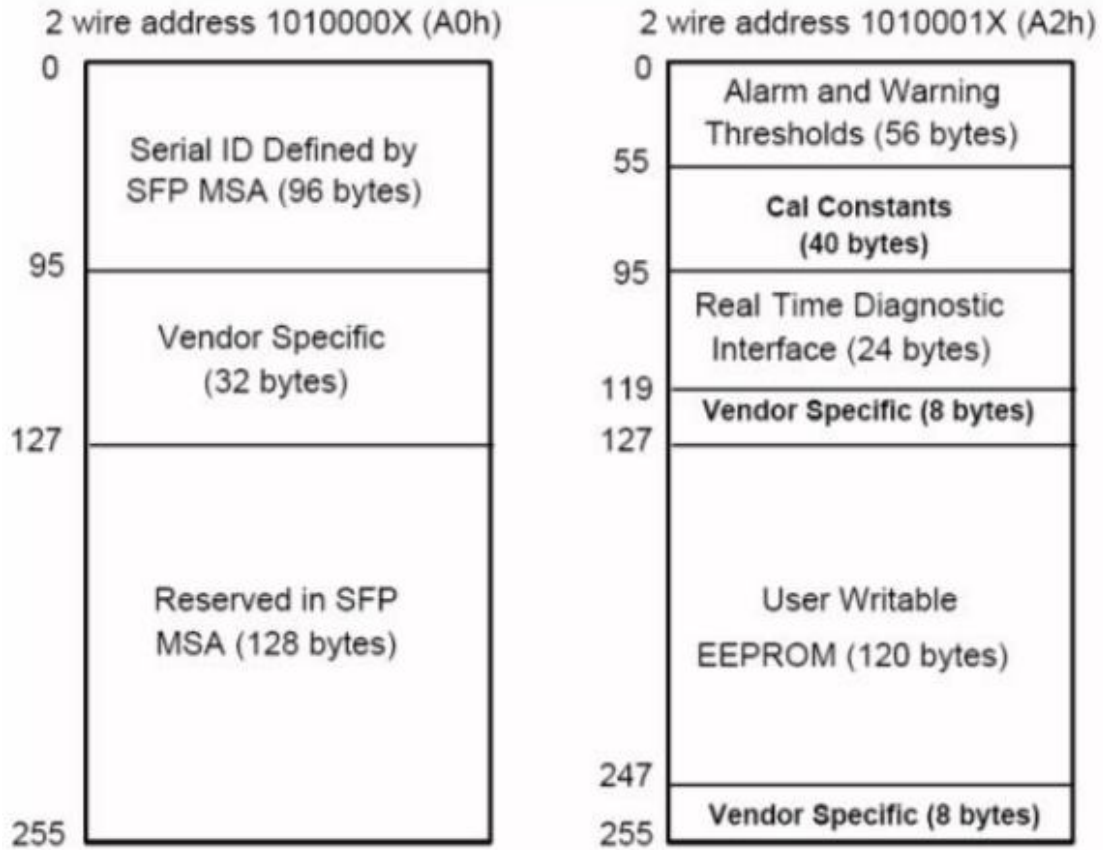 2 wire address 1010000X (A0h)
0
Serial ID Defined by
SFP MSA (96 bytes)
95
Vendor Specific
(32 bytes)
127
Reserved in SFP
MSA (128 bytes)
255
2 wire address 1010001X (A2h)
0
Alarm and Warning
Thresholds (56 bytes)
55
Cal Constants
(40 bytes)
95
Real Time Diagnostic
Interface (24 bytes)
119
Vendor Specific (8 bytes)
127
User Writable
EEPROM (120 bytes)
247
Vendor Specific (8 bytes)
255